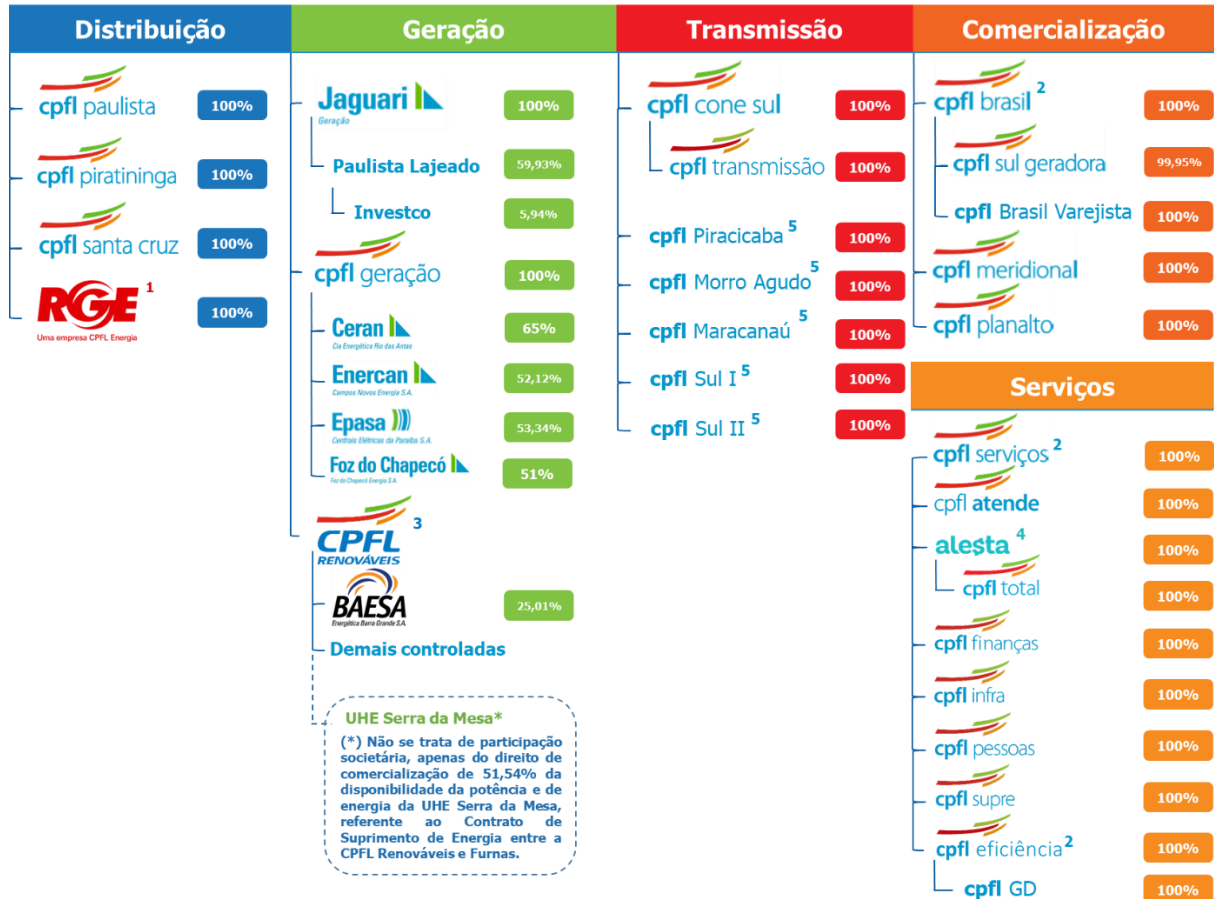 Distribuição
cpfl paulista 100%
cpfl piratininga 100%
cpfl santa cruz 100%
RGE 1 100%
Uma empresa CPFL Energia
Geração
Jaguari 100%
Geração
Paulista Lajeado 59,93%
Investco 5,94%
cpfl geração 100%
Ceran 65%
Cia Energética Rio das Antas
Enercan 52,12%
Campos Novos Energia S.A.
Epasa 53,34%
Centrais Elétricas da Paraíba S.A.
Foz do Chapecó 51%
Foz do Chapecó Energia S.A.
CPFL 3
RENOVÁVEIS
BAESA 25,01%
Energética Barra Grande S.A.
Demais controladas
UHE Serra da Mesa*
(*) Não se trata de participação
societária, apenas do direito de
comercialização de 51,54% da
disponibilidade da potência e de
energia da UHE Serra da Mesa,
referente ao Contrato de
Suprimento de Energia entre a
CPFL Renováveis e Furnas.
Transmissão
cpfl cone sul 100%
cpfl transmissão 100%
cpfl Piracicaba 5 100%
cpfl Morro Agudo 5 100%
cpfl Maracanaú 5 100%
cpfl Sul I 5 100%
cpfl Sul II 5 100%
Comercialização
cpfl brasil 2 100%
cpfl sul geradora 99,95%
cpfl Brasil Varejista 100%
cpfl meridional 100%
cpfl planalto 100%
Serviços
cpfl serviços 2 100%
cpfl atende 100%
alesta 4 100%
cpfl total 100%
cpfl finanças 100%
cpfl infra 100%
cpfl pessoas 100%
cpfl supre 100%
cpfl eficiência 2 100%
cpfl GD 100%